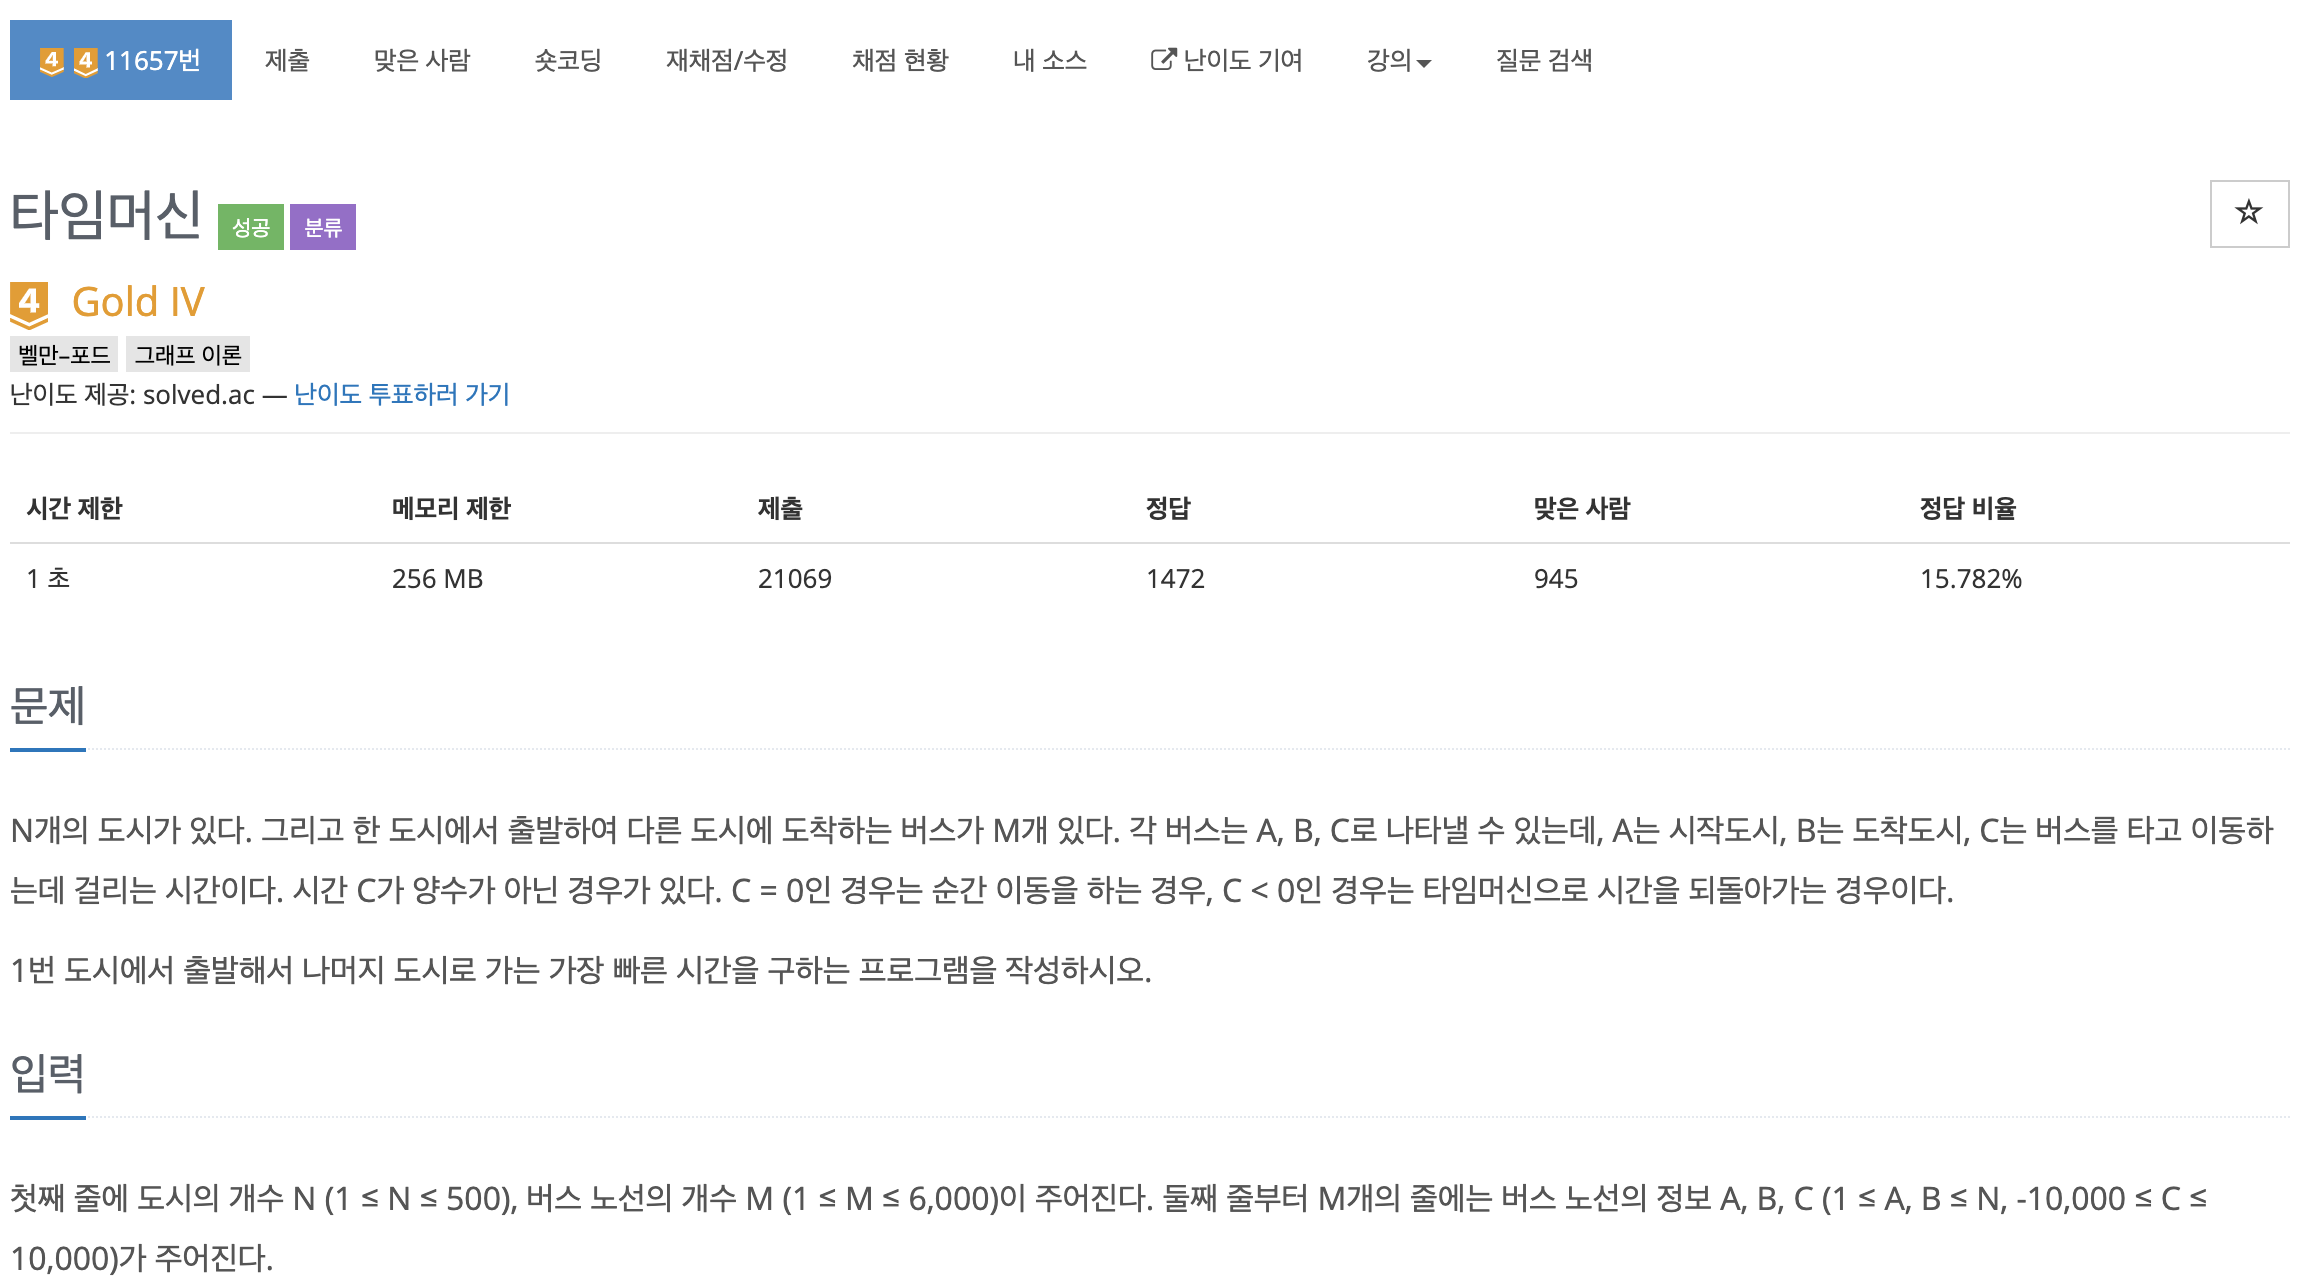 4 4 11657번 제출 맞은 사람 숏코딩 재채점/수정 채점 현황 내 소스 난이도 기여 강의 질문 검색
타임머신 성공 분류
4 Gold IV
벨만–포드 그래프 이론
난이도 제공: solved.ac — 난이도 투표하러 가기
시간 제한 메모리 제한 제출 정답 맞은 사람 정답 비율
1 초 256 MB 21069 1472 945 15.782%
문제
N개의 도시가 있다. 그리고 한 도시에서 출발하여 다른 도시에 도착하는 버스가 M개 있다. 각 버스는 A, B, C로 나타낼 수 있는데, A는 시작도시, B는 도착도시, C는 버스를 타고 이동하
는데 걸리는 시간이다. 시간 C가 양수가 아닌 경우가 있다. C = 0인 경우는 순간 이동을 하는 경우, C < 0인 경우는 타임머신으로 시간을 되돌아가는 경우이다.
1번 도시에서 출발해서 나머지 도시로 가는 가장 빠른 시간을 구하는 프로그램을 작성하시오.
입력
첫째 줄에 도시의 개수 N (1 ≤ N ≤ 500), 버스 노선의 개수 M (1 ≤ M ≤ 6,000)이 주어진다. 둘째 줄부터 M개의 줄에는 버스 노선의 정보 A, B, C (1 ≤ A, B ≤ N, -10,000 ≤ C ≤
10,000)가 주어진다.